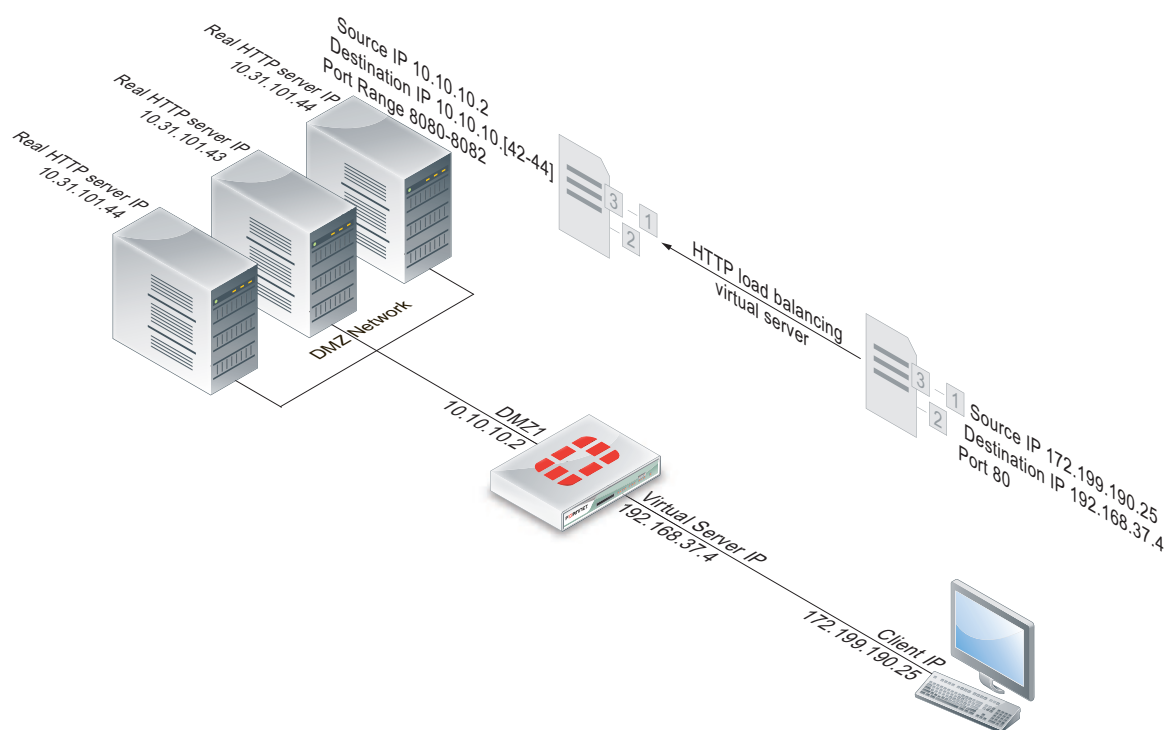 Source IP 10.10.10.2
Destination IP 10.10.10.[42-44]
Port Range 8080-8082
Real HTTP server IP
10.31.101.44
Real HTTP server IP
10.31.101.43
Real HTTP server IP
10.31.101.44
3
1
2
HTTP load balancing
virtual server
3
1
2
Source IP 172.199.190.25
Destination IP 192.168.37.4
Port 80
DMZ Network
DMZ1
10.10.10.2
FORTINET
Virtual Server IP
192.168.37.4
Client IP
172.199.190.25